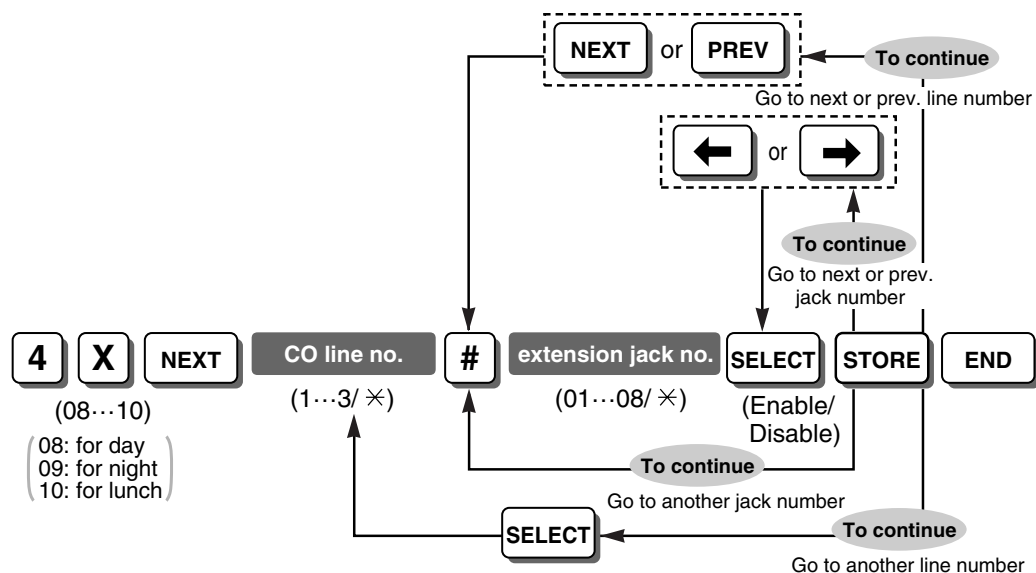 NEXT or PREV
To continue
Go to next or prev. line number
← or →
To continue
Go to next or prev.
jack number
4 X NEXT CO line no. # extension jack no. SELECT STORE END
(08···10)
(1···3/ ✳)
(01···08/ ✳)
(Enable/
Disable)
08: for day
09: for night
10: for lunch
To continue
Go to another jack number
SELECT
To continue
Go to another line number